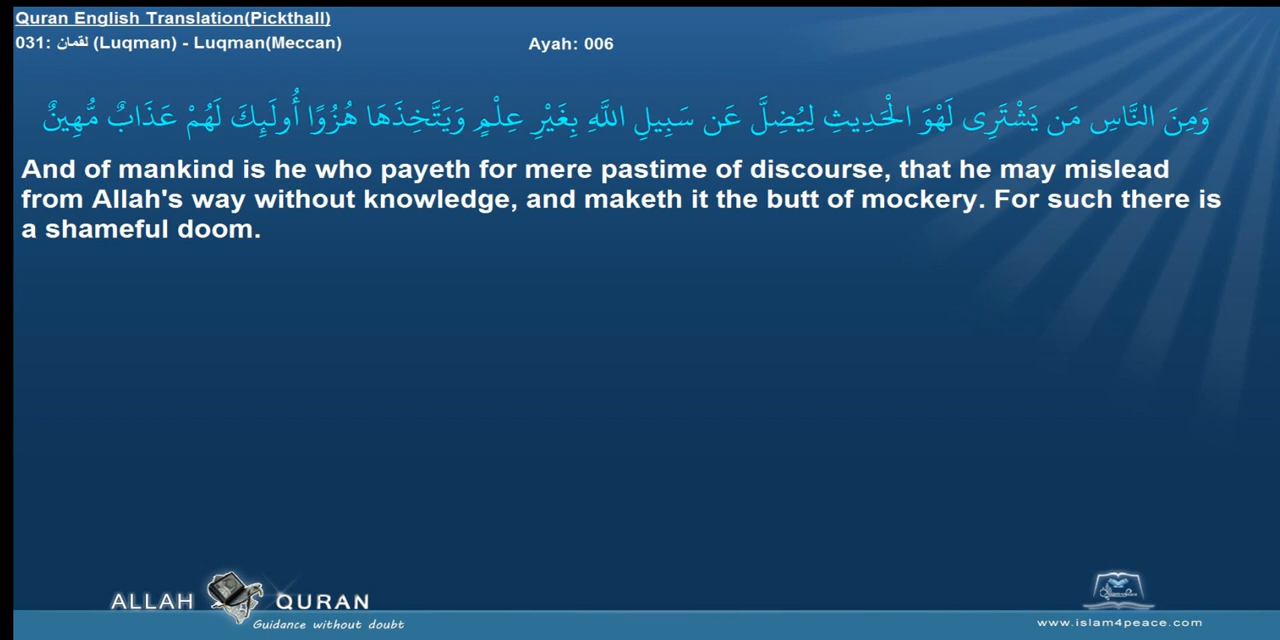 Quran English Translation(Pickthall)
031: لقمان (Luqman) - Luqman(Meccan)
Ayah: 006
وَمِنَ النَّاسِ مَن يَشْتَرِى لَهْوَ الْحَدِيثِ لِيُضِلَّ عَن سَبِيلِ اللَّهِ بِغَيْرِ عِلْمٍ وَيَتَّخِذَهَا هُزُوًا أُولَـئِكَ لَهُمْ عَذَابٌ مُّهِينٌ
And of mankind is he who payeth for mere pastime of discourse, that he may mislead
from Allah's way without knowledge, and maketh it the butt of mockery. For such there is
a shameful doom.
ALLAH QURAN
Guidance without doubt
www.islam4peace.com